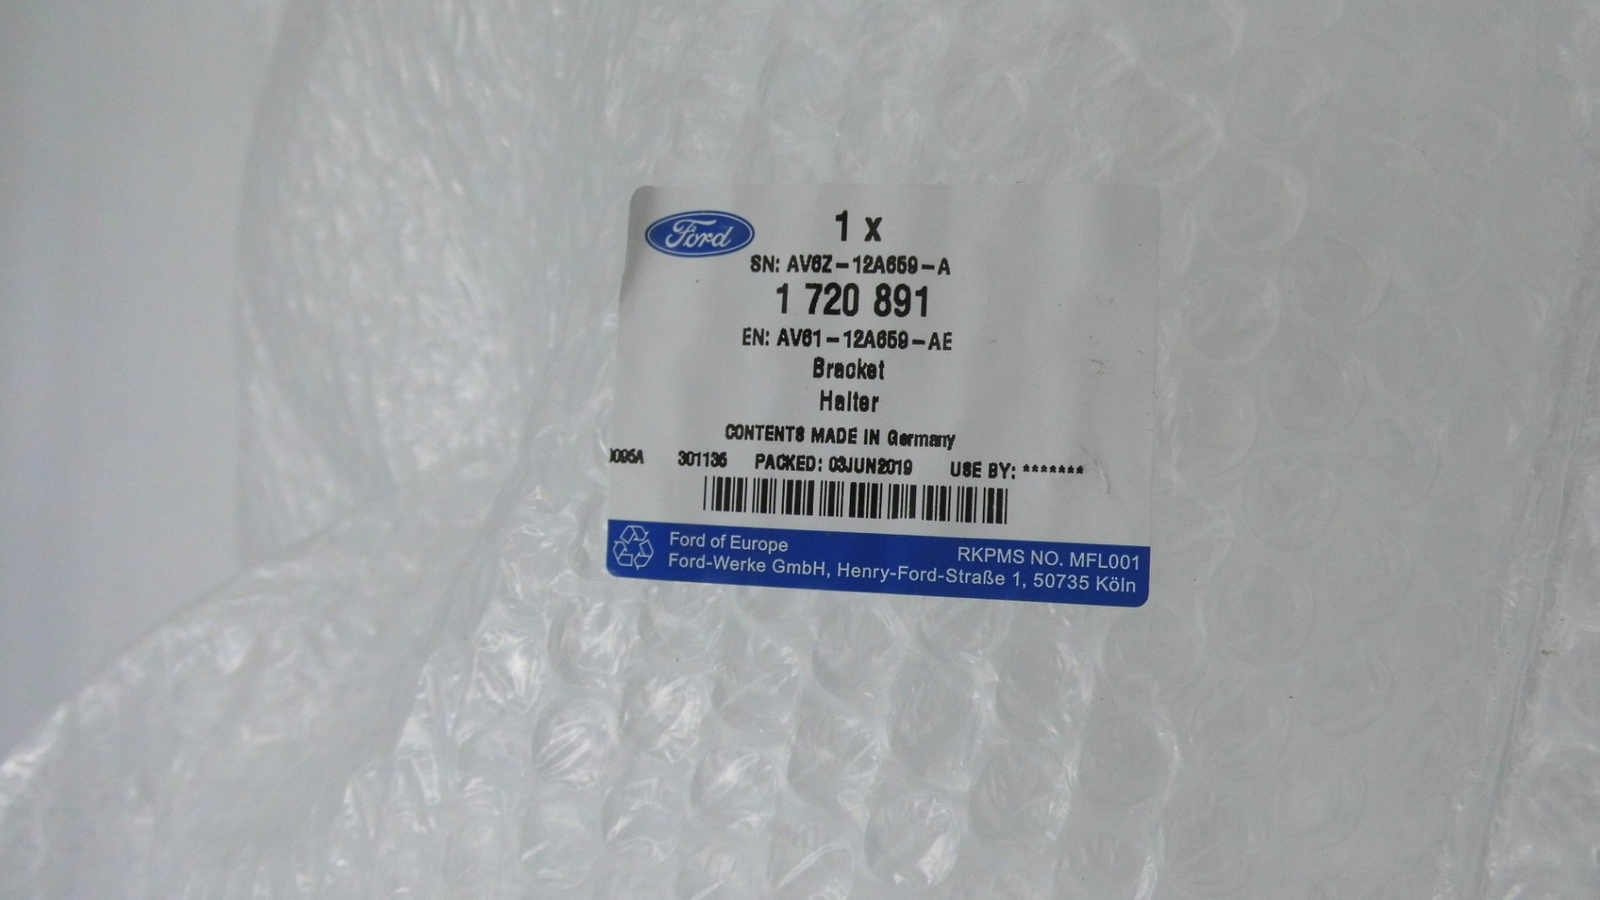 Ford
1 x
SN: AV6Z-12A659-A
1 720 891
EN: AV61-12A659-AE
Bracket
Halter
CONTENTS MADE IN Germany
0095A 301136 PACKED: 03JUN2019 USE BY: *******
Ford of Europe
RKPMS NO. MFL001
Ford-Werke GmbH, Henry-Ford-Straße 1, 50735 Köln